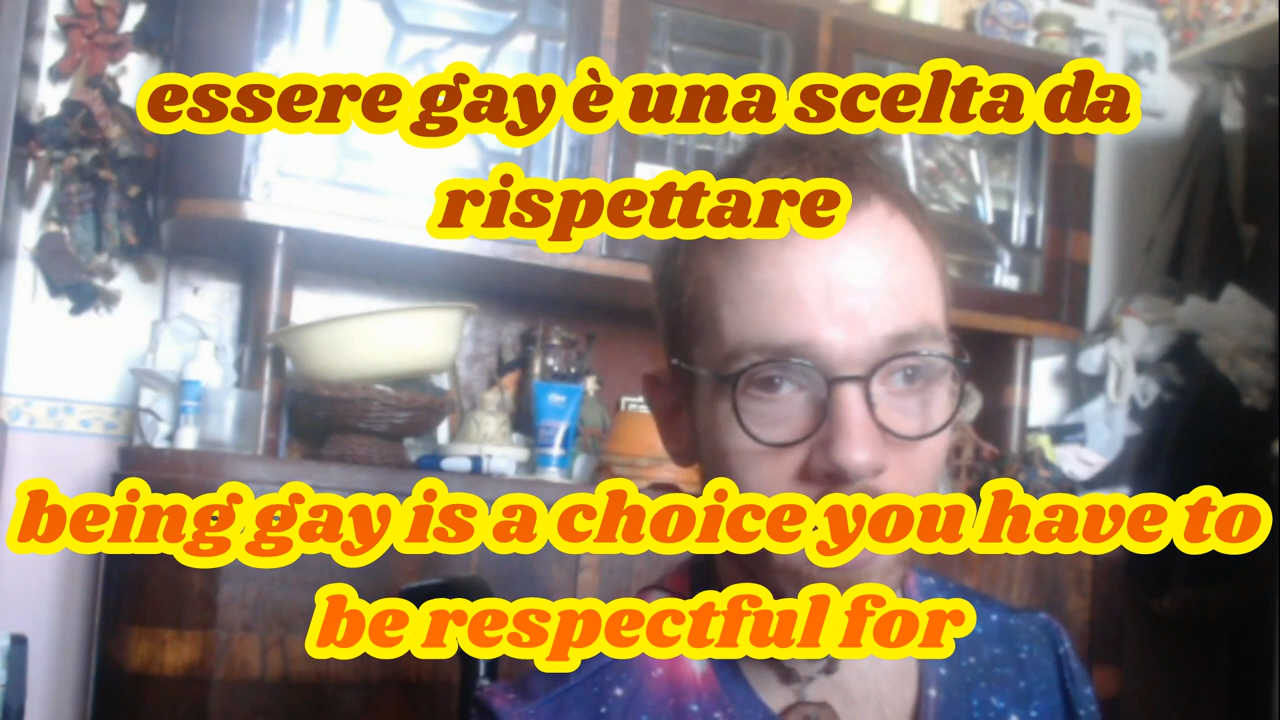 essere gay è una scelta da
rispettare
being gay is a choice you have to
be respectful for